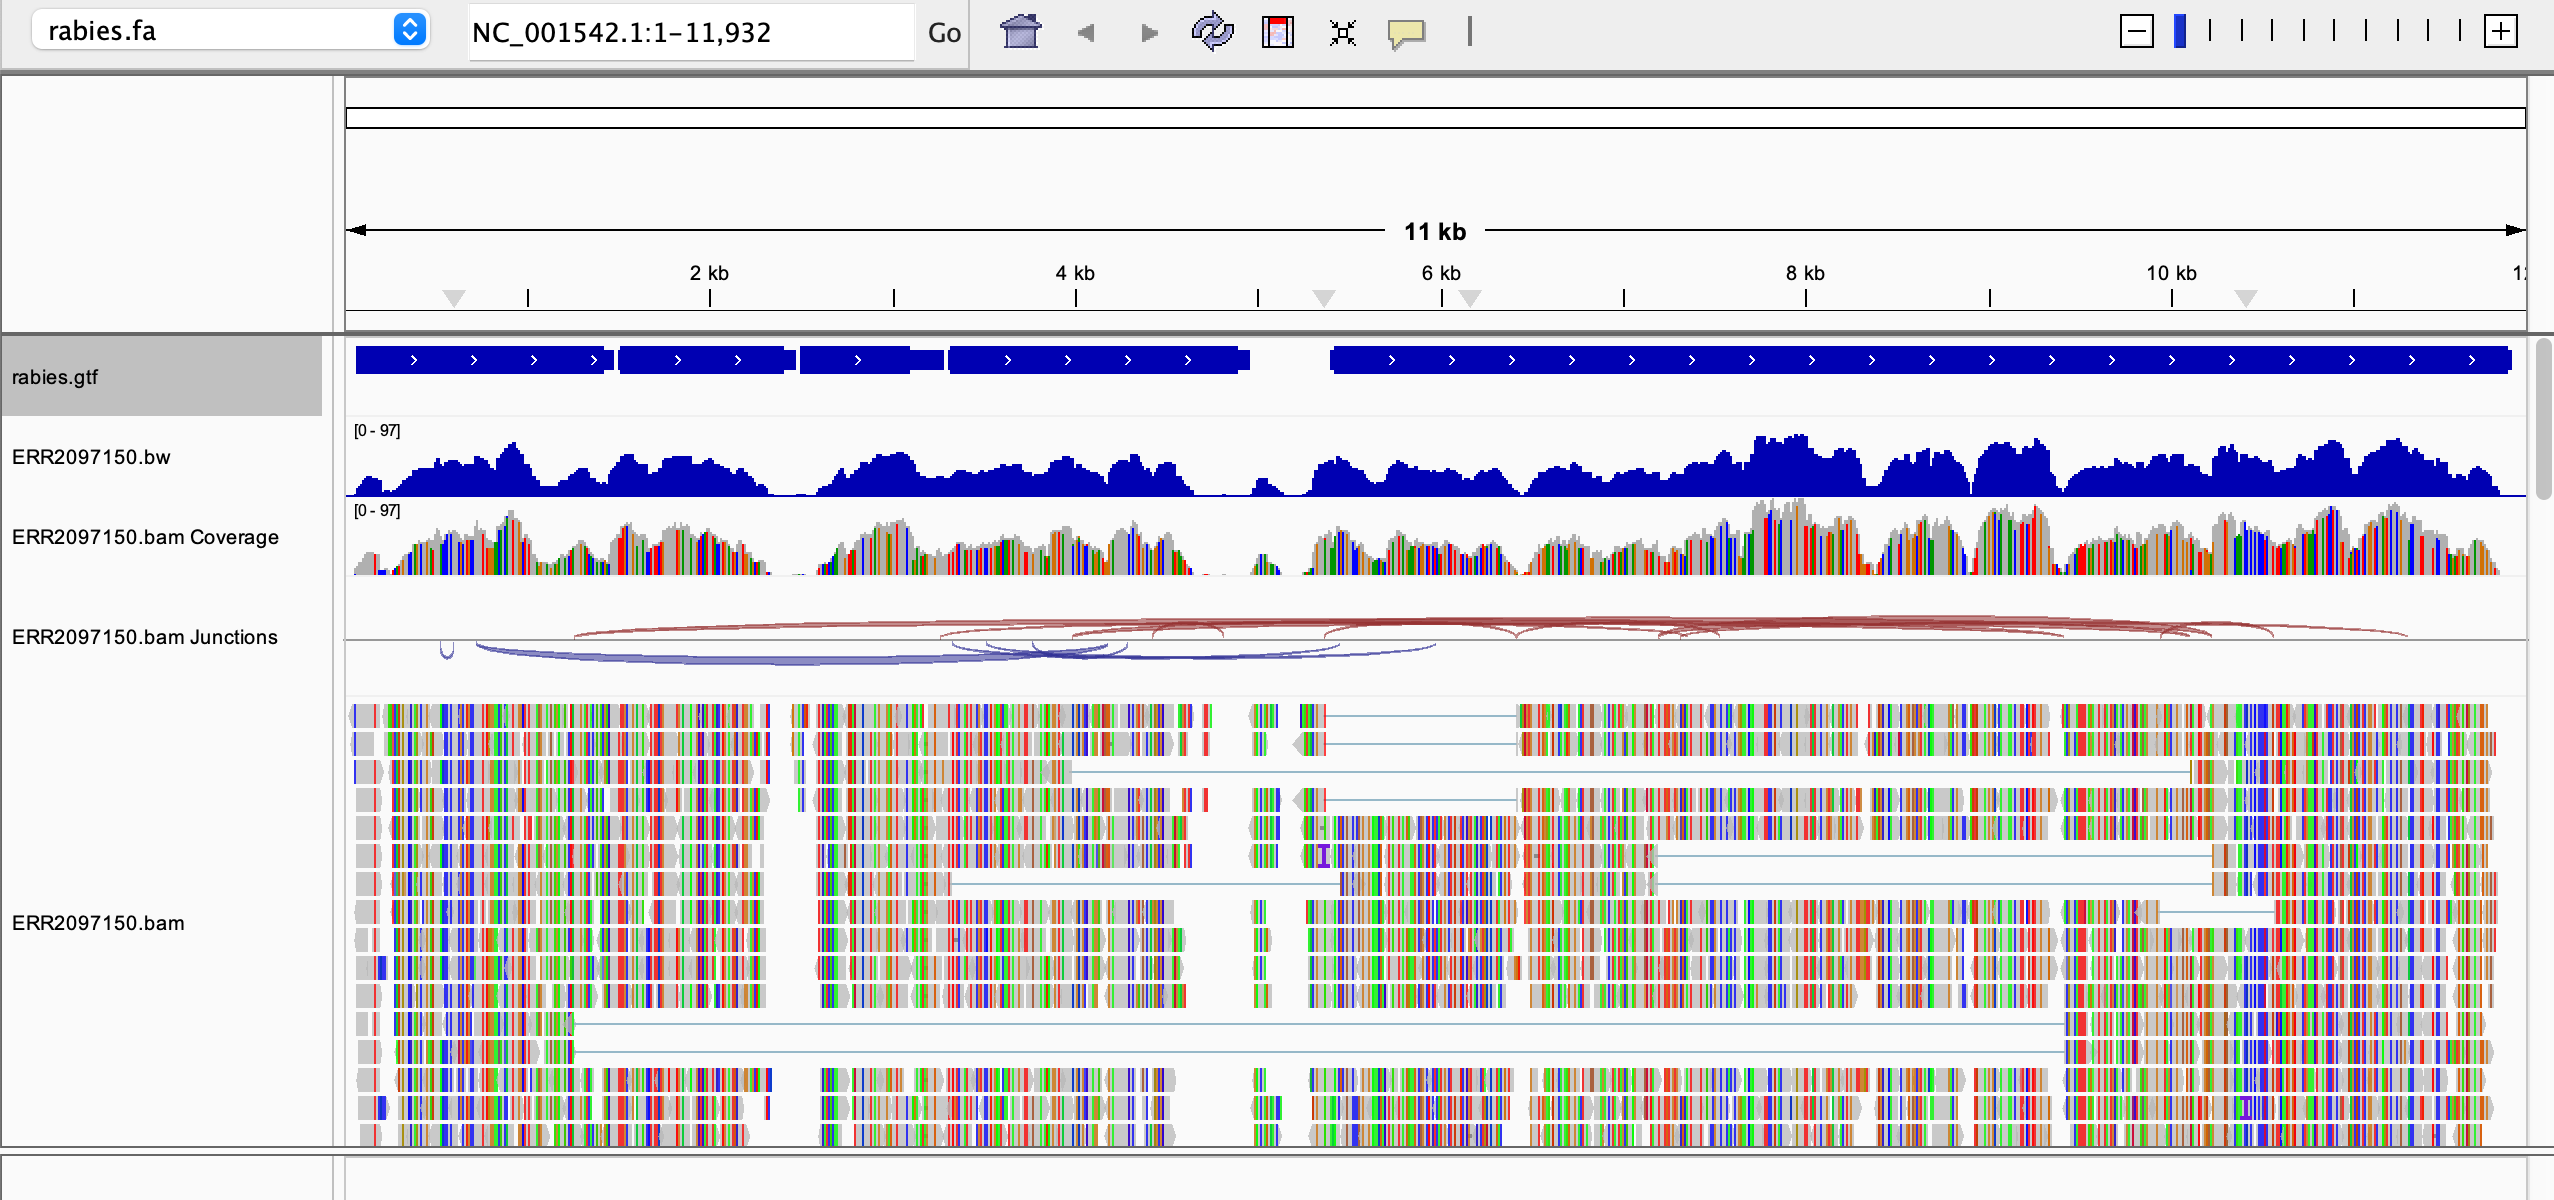 rabies.fa NC_001542.1:1-11,932 Go
11 kb
2 kb 4 kb 6 kb 8 kb 10 kb
rabies.gtf
[0 - 97]
ERR2097150.bw
[0 - 97]
ERR2097150.bam Coverage
ERR2097150.bam Junctions
ERR2097150.bam